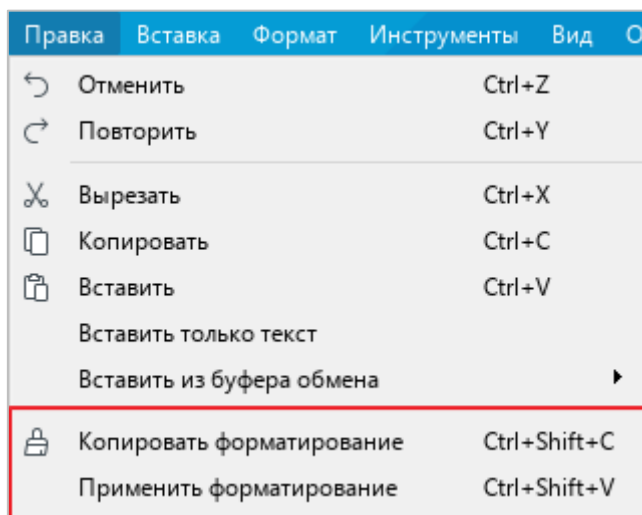 Правка Вставка Формат Инструменты Вид О
Отменить Ctrl+Z
Повторить Ctrl+Y
Вырезать Ctrl+X
Копировать Ctrl+C
Вставить Ctrl+V
Вставить только текст
Вставить из буфера обмена
Копировать форматирование Ctrl+Shift+C
Применить форматирование Ctrl+Shift+V